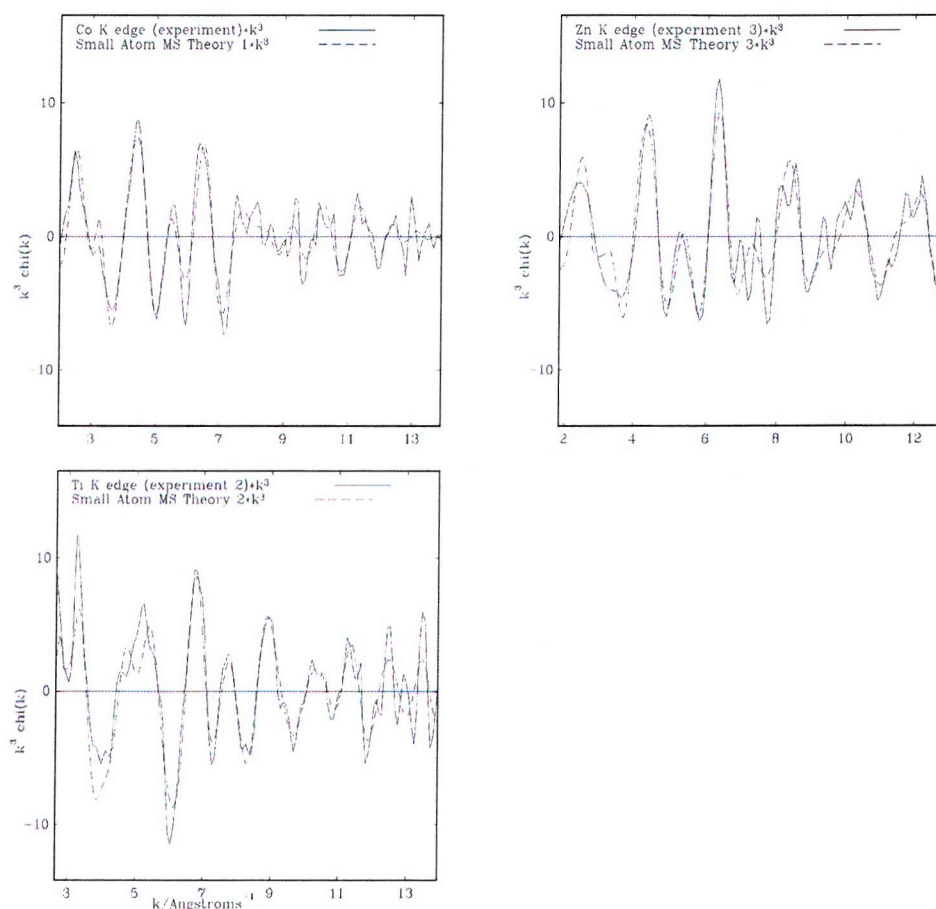 Co K edge (experiment)*k³
Small Atom MS Theory 1*k³
10
0
-10
k³ chi(k)
3 5 7 9 11 13
Zn K edge (experiment 3)*k³
Small Atom MS Theory 3*k³
10
0
-10
k³ chi(k)
2 4 6 8 10 12
Ti K edge (experiment 2)*k³
Small Atom MS Theory 2*k³
10
0
-10
k³ chi(k)
3 5 7 9 11 13
k/Angstroms⁻¹